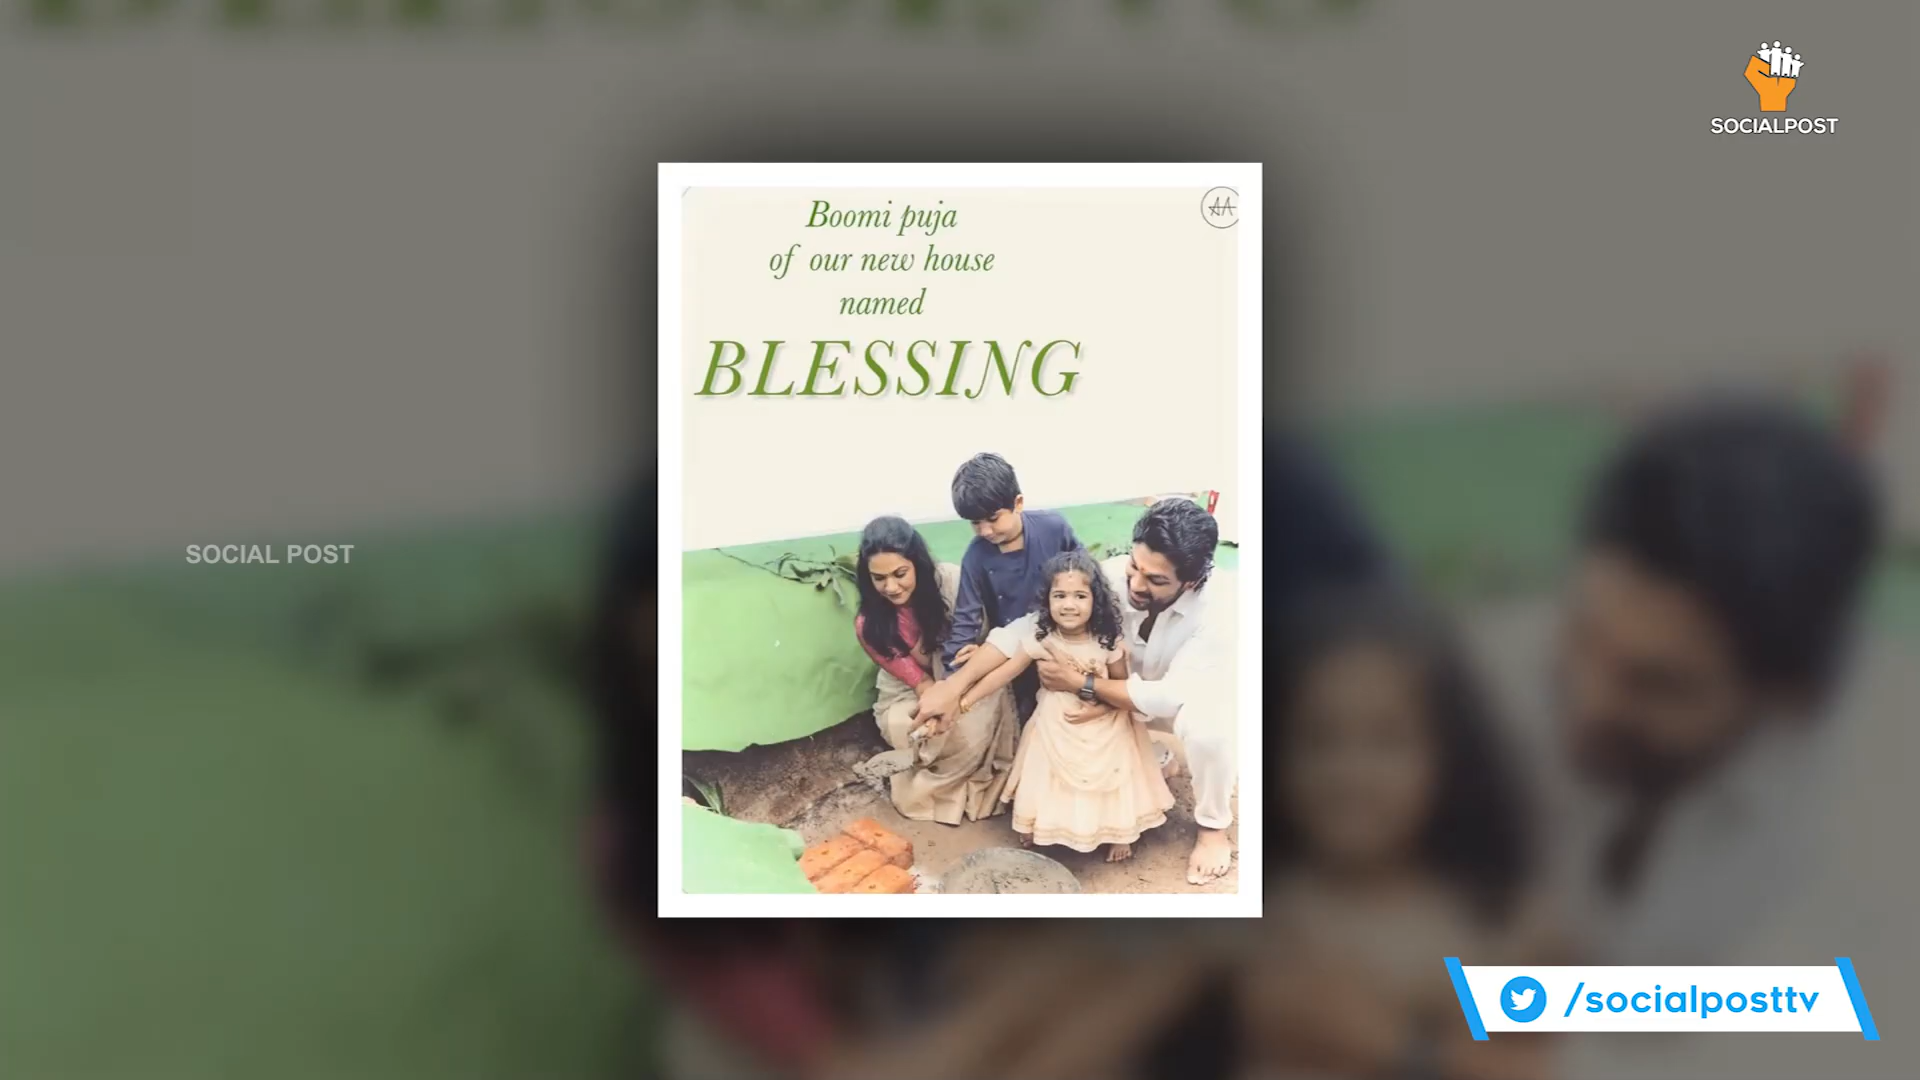 SOCIALPOST
Boomi puja
of our new house
named
BLESSING
AA
SOCIAL POST
/socialposttv